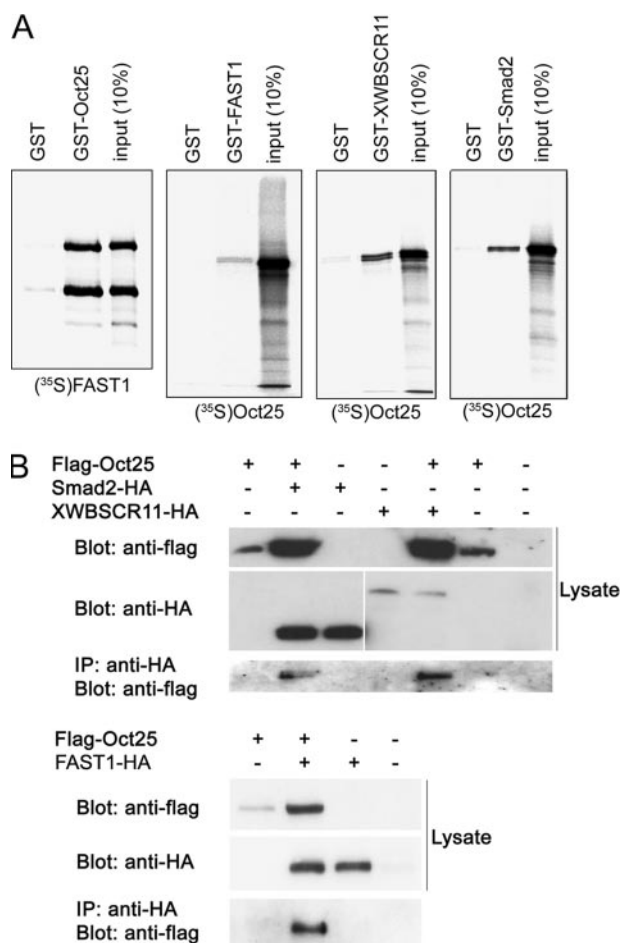 A
GST
GST-Oct25
input (10%)
GST
GST-FAST1
input (10%)
GST
GST-XWBSCR11
input (10%)
GST
GST-Smad2
input (10%)
(³⁵S)FAST1
(³⁵S)Oct25
(³⁵S)Oct25
(³⁵S)Oct25
B
Flag-Oct25 + + - - + + -
Smad2-HA - + + - - - -
XWBSCR11-HA - - - + + - -
Blot: anti-flag
Blot: anti-HA
Lysate
IP: anti-HA
Blot: anti-flag
Flag-Oct25 + + - -
FAST1-HA - + + -
Blot: anti-flag
Lysate
Blot: anti-HA
IP: anti-HA
Blot: anti-flag